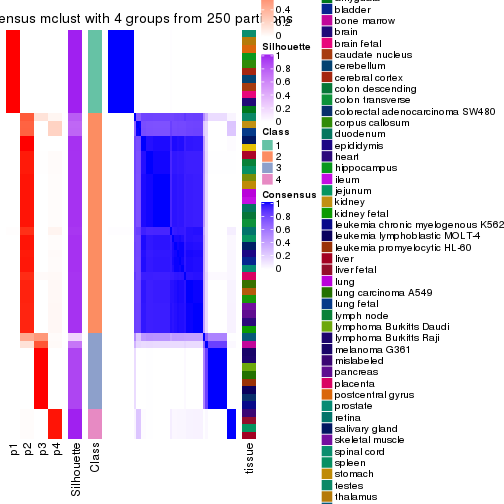 ensus mclust with 4 groups from 250 partitions
0.4
0.2
0
Silhouette
1
0.8
0.6
0.4
0.2
0
Class
1
2
3
4
Consensus
1
0.8
0.6
0.4
0.2
0
p1
p2
p3
p4
Silhouette
Class
tissue
bladder
bone marrow
brain
brain fetal
caudate nucleus
cerebellum
cerebral cortex
colon descending
colon transverse
colorectal adenocarcinoma SW480
corpus callosum
duodenum
epididymis
heart
hippocampus
ileum
jejunum
kidney
kidney fetal
leukemia chronic myelogenous K562
leukemia lymphoblastic MOLT-4
leukemia promyelocytic HL-60
liver
liver fetal
lung
lung carcinoma A549
lung fetal
lymph node
lymphoma Burkitts Daudi
lymphoma Burkitts Raji
melanoma G361
mislabeled
pancreas
placenta
postcentral gyrus
prostate
retina
salivary gland
skeletal muscle
spinal cord
spleen
stomach
testes
thalamus